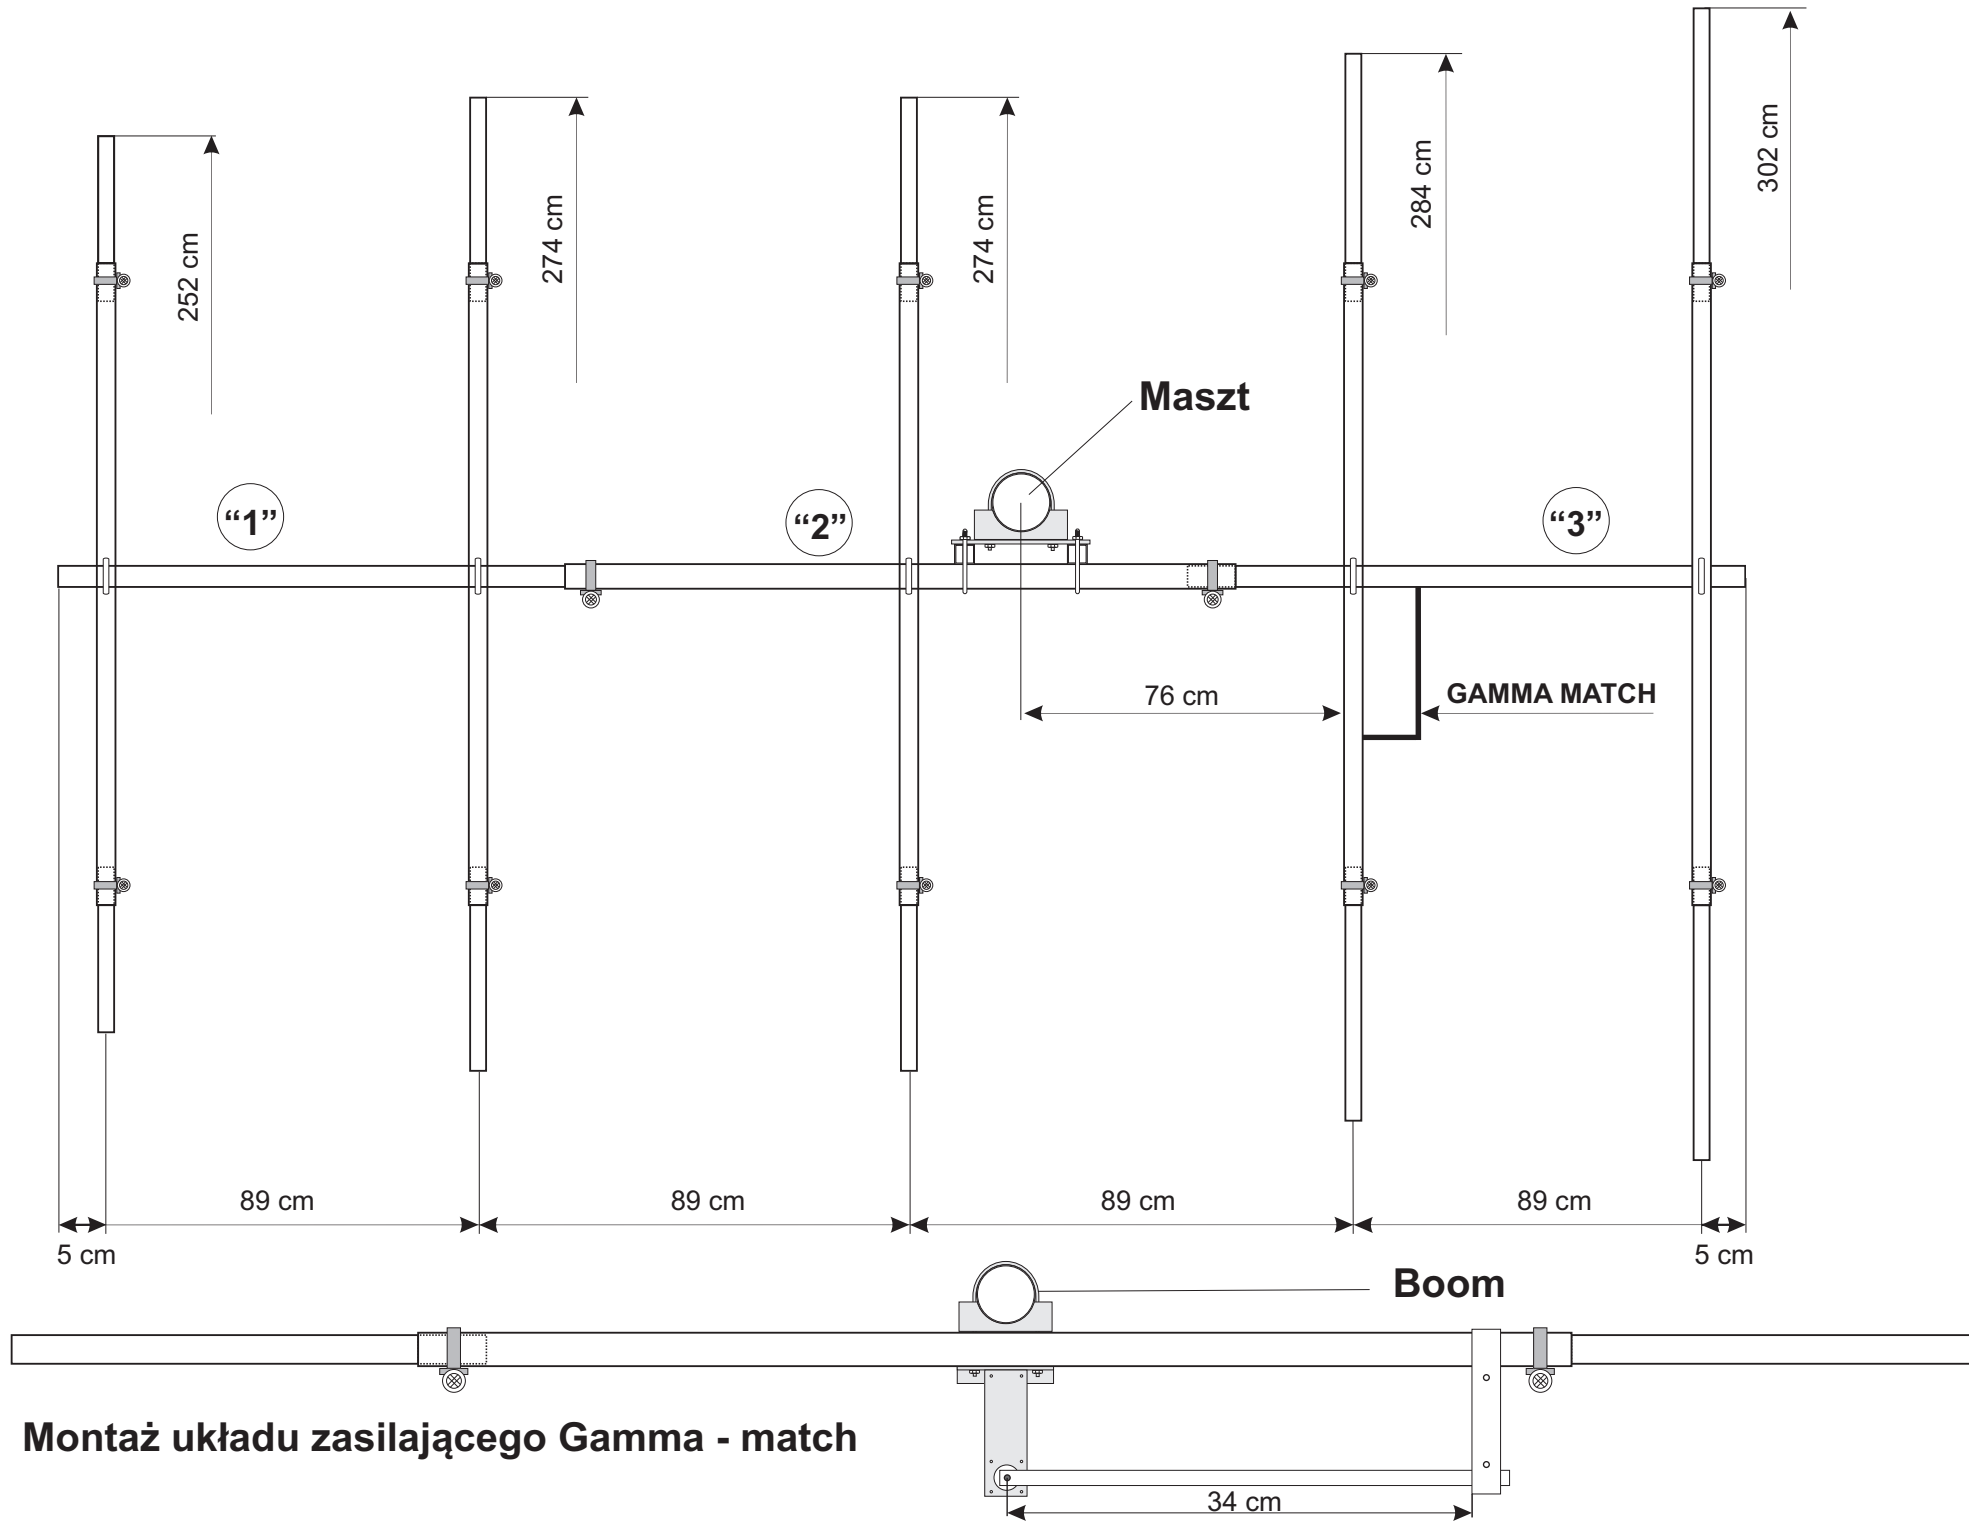 302 cm
284 cm
274 cm
274 cm
252 cm
Maszt
“1”
“2”
“3”
76 cm
GAMMA MATCH
89 cm
89 cm
89 cm
89 cm
5 cm
5 cm
Boom
Montaż układu zasilającego Gamma - match
34 cm